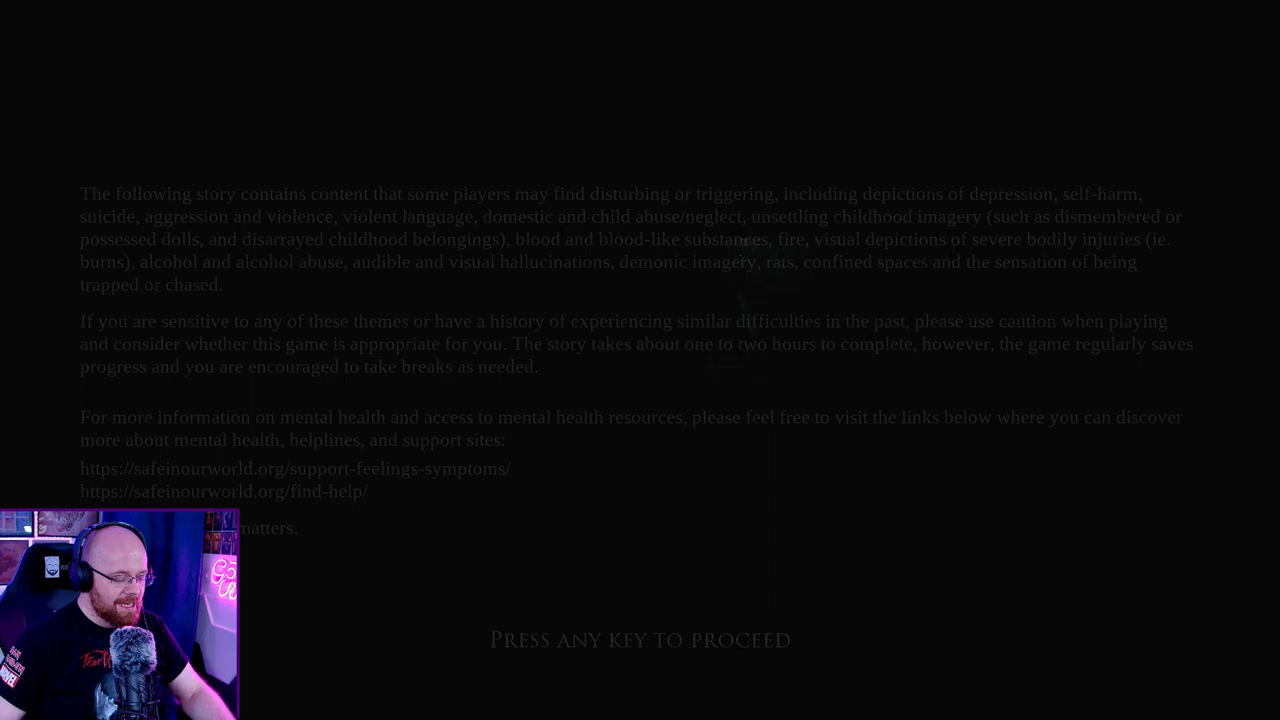 The following story contains content that some players may find disturbing or triggering, including depictions of depression, self-harm,
suicide, aggression and violence, violent language, domestic and child abuse/neglect, unsettling childhood imagery (such as dismembered or
possessed dolls, and disarrayed childhood belongings), blood and blood-like substances, fire, visual depictions of severe bodily injuries (ie.
burns), alcohol and alcohol abuse, audible and visual hallucinations, demonic imagery, rats, confined spaces and the sensation of being
trapped or chased.
If you are sensitive to any of these themes or have a history of experiencing similar difficulties in the past, please use caution when playing
and consider whether this game is appropriate for you. The story takes about one to two hours to complete, however, the game regularly saves
progress and you are encouraged to take breaks as needed.
For more information on mental health and access to mental health resources, please feel free to visit the links below where you can discover
more about mental health, helplines, and support sites:
https://safeinourworld.org/support-feelings-symptoms/
https://safeinourworld.org/find-help/
matters.
MARVEL
PRESS ANY KEY TO PROCEED